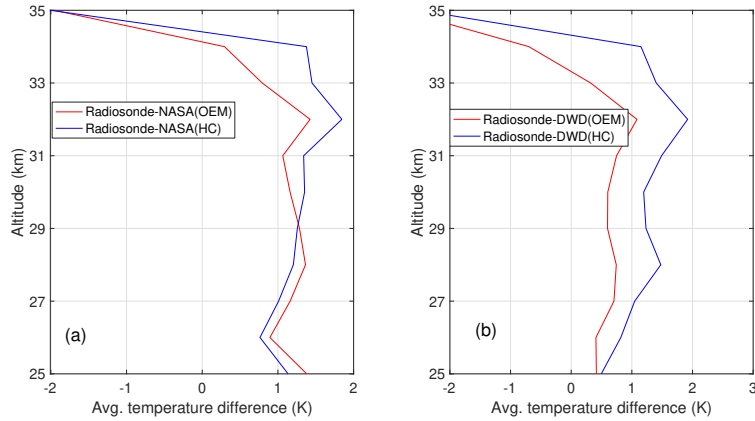 35
33
31
29
27
25
Altitude (km)
Radiosonde-NASA(OEM)
Radiosonde-NASA(HC)
(a)
-2
-1
0
1
2
Avg. temperature difference (K)
35
33
31
29
27
25
Altitude (km)
Radiosonde-DWD(OEM)
Radiosonde-DWD(HC)
(b)
-2
-1
0
1
2
3
Avg. temperature difference (K)